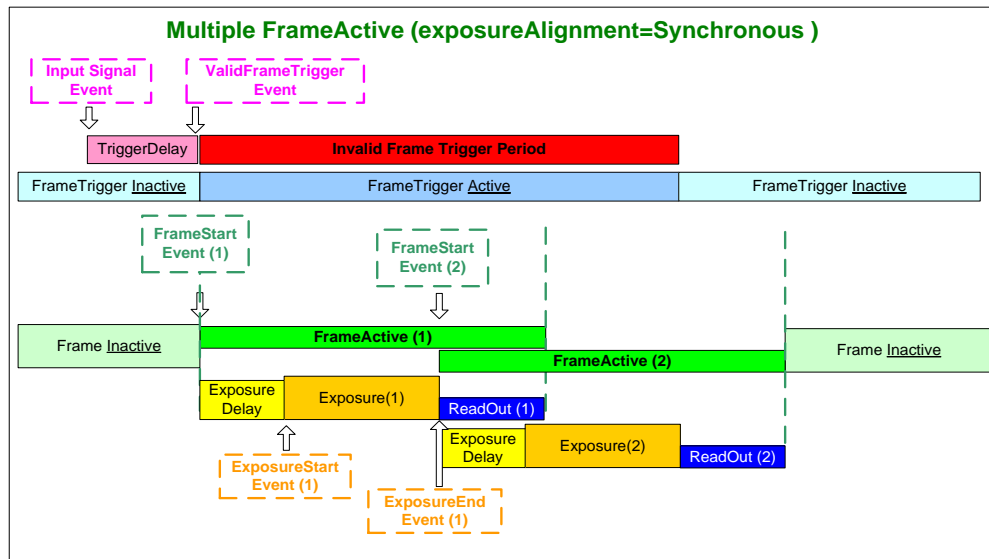 Multiple FrameActive (exposureAlignment=Synchronous )
Input Signal
Event
ValidFrameTrigger
Event
TriggerDelay
Invalid Frame Trigger Period
FrameTrigger Inactive
FrameTrigger Active
FrameTrigger Inactive
FrameStart
Event (1)
FrameStart
Event (2)
Frame Inactive
FrameActive (1)
FrameActive (2)
Frame Inactive
Exposure
Delay
Exposure(1)
ReadOut (1)
Exposure
Delay
Exposure(2)
ReadOut (2)
ExposureStart
Event (1)
ExposureEnd
Event (1)